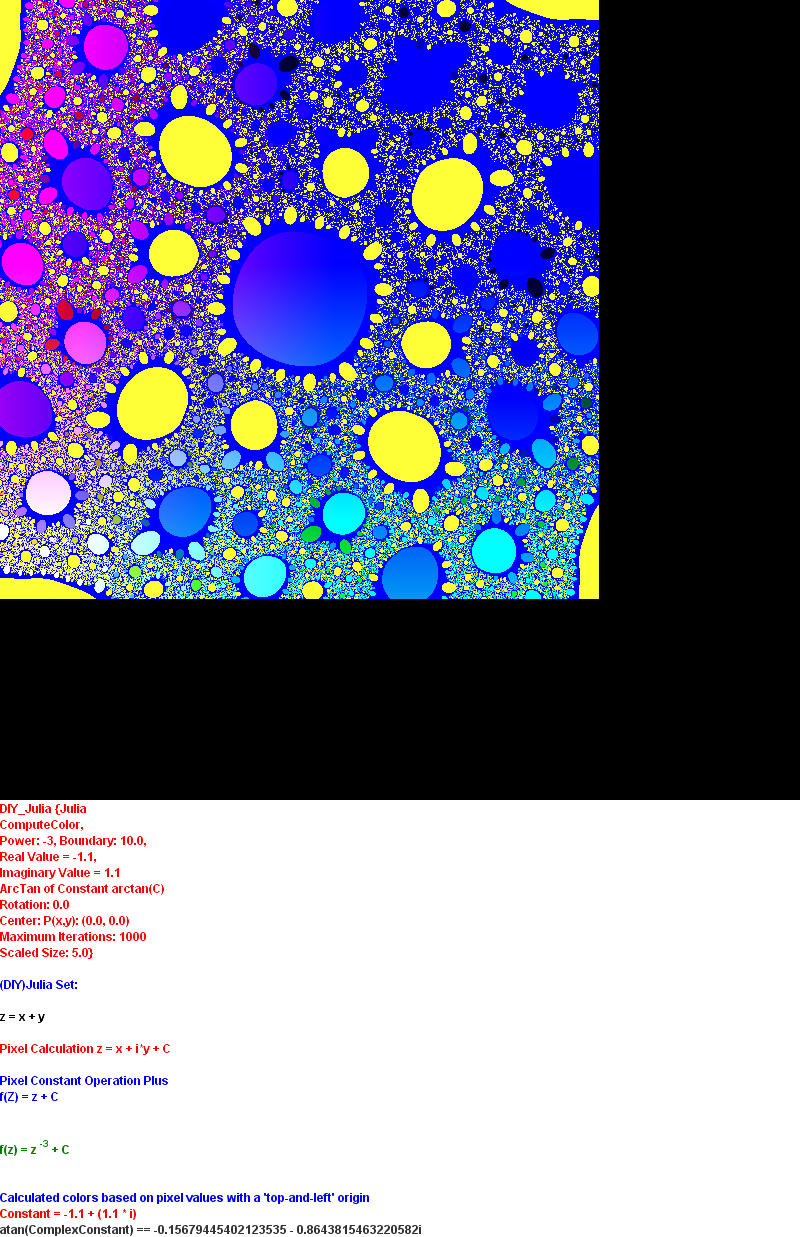 DIY_Julia {Julia
ComputeColor,
Power: -3, Boundary: 10.0,
Real Value = -1.1,
Imaginary Value = 1.1
ArcTan of Constant arctan(C)
Rotation: 0.0
Center: P(x,y): (0.0, 0.0)
Maximum Iterations: 1000
Scaled Size: 5.0}
(DIY)Julia Set:
z = x + y
Pixel Calculation z = x + i*y + C
Pixel Constant Operation Plus
f(Z) = z + C
f(z) = z -3 + C
Calculated colors based on pixel values with a 'top-and-left' origin
Constant = -1.1 + (1.1 * i)
atan(ComplexConstant) == -0.15679445402123535 - 0.8643815463220582i